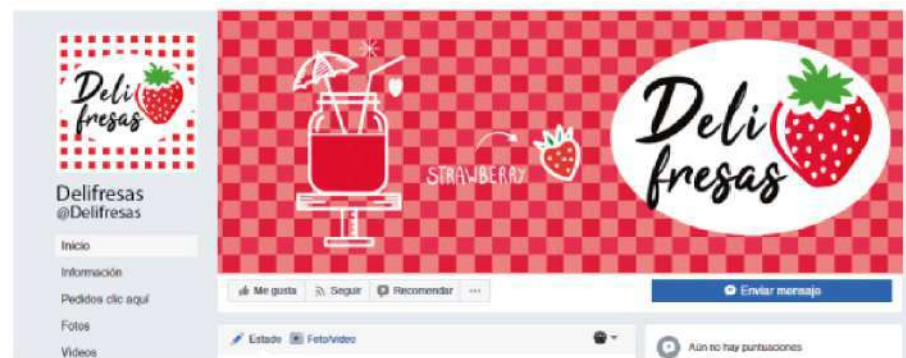 Deli
fresas
Delifresas
@Delifresas
Inicio
Información
Pedidos clic aquí
Fotos
Videos
STRAWBERRY
Deli
fresas
Me gusta
Seguir
Recomendar
Enviar mensaje
Estado
Foto/video
Aún no hay puntuaciones